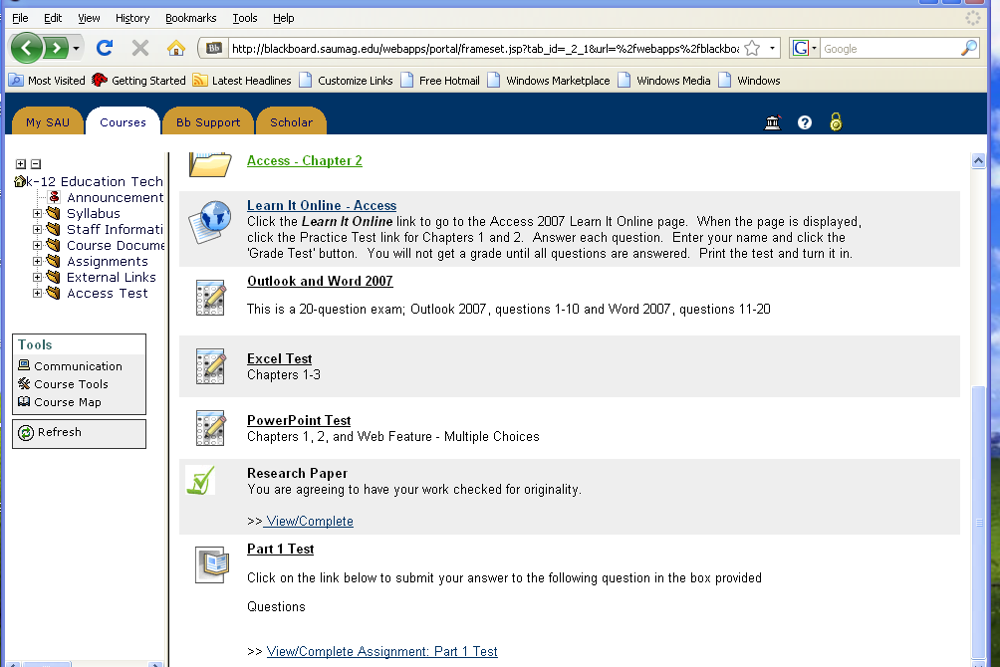 File Edit View History Bookmarks Tools Help
Bb http://blackboard.saumag.edu/webapps/portal/frameset.jsp?tab_id=_2_1&url=%2fwebapps%2fblackboa G Google
Most Visited Getting Started Latest Headlines Customize Links Free Hotmail Windows Marketplace Windows Media Windows
My SAU Courses Bb Support Scholar
K-12 Education Tech
Announcement
Syllabus
Staff Informati
Course Docume
Assignments
External Links
Access Test
Tools
Communication
Course Tools
Course Map
Refresh
Access - Chapter 2
Learn It Online - Access
Click the Learn It Online link to go to the Access 2007 Learn It Online page. When the page is displayed,
click the Practice Test link for Chapters 1 and 2. Answer each question. Enter your name and click the
'Grade Test' button. You will not get a grade until all questions are answered. Print the test and turn it in.
Outlook and Word 2007
This is a 20-question exam; Outlook 2007, questions 1-10 and Word 2007, questions 11-20
Excel Test
Chapters 1-3
PowerPoint Test
Chapters 1, 2, and Web Feature - Multiple Choices
Research Paper
You are agreeing to have your work checked for originality.
>> View/Complete
Part 1 Test
Click on the link below to submit your answer to the following question in the box provided
Questions
>> View/Complete Assignment: Part 1 Test